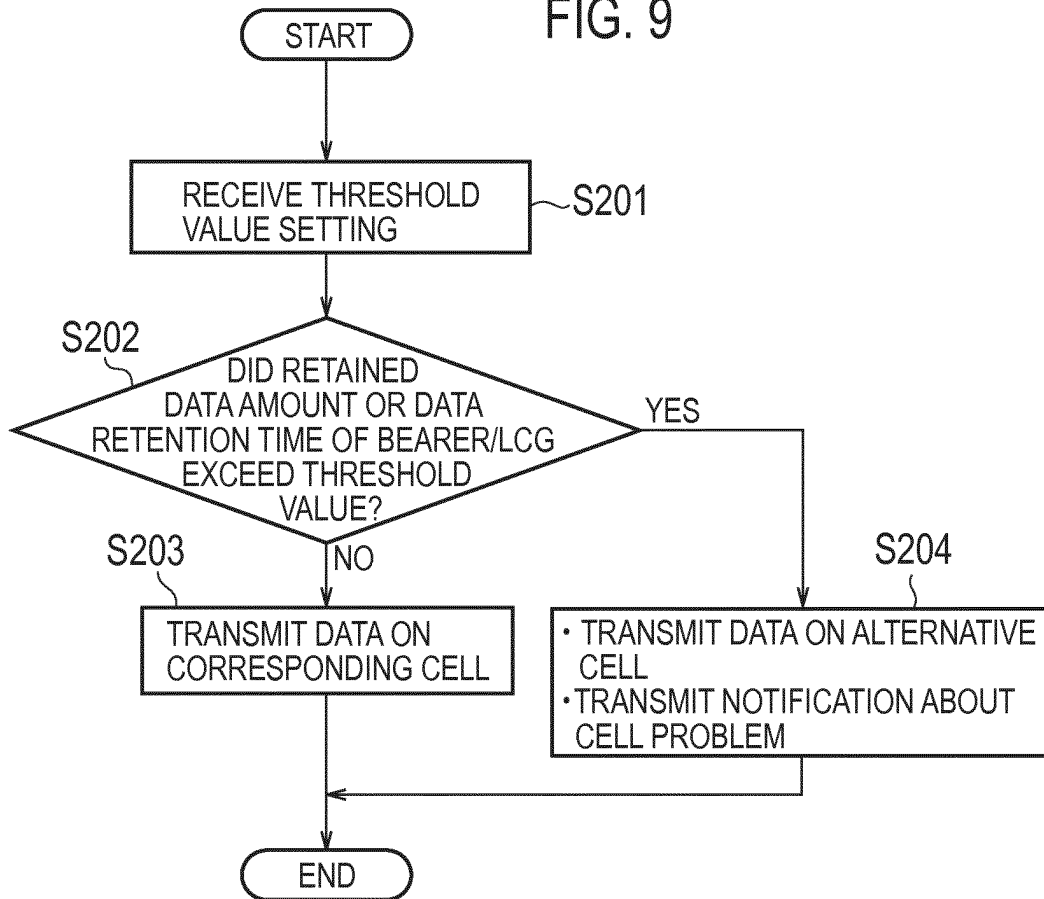 FIG. 9
START
RECEIVE THRESHOLD
VALUE SETTING
S201
S202
DID RETAINED
DATA AMOUNT OR DATA
RETENTION TIME OF BEARER/LCG
EXCEED THRESHOLD
VALUE?
YES
NO
S203
TRANSMIT DATA ON
CORRESPONDING CELL
S204
・ TRANSMIT DATA ON ALTERNATIVE
CELL
・TRANSMIT NOTIFICATION ABOUT
CELL PROBLEM
END